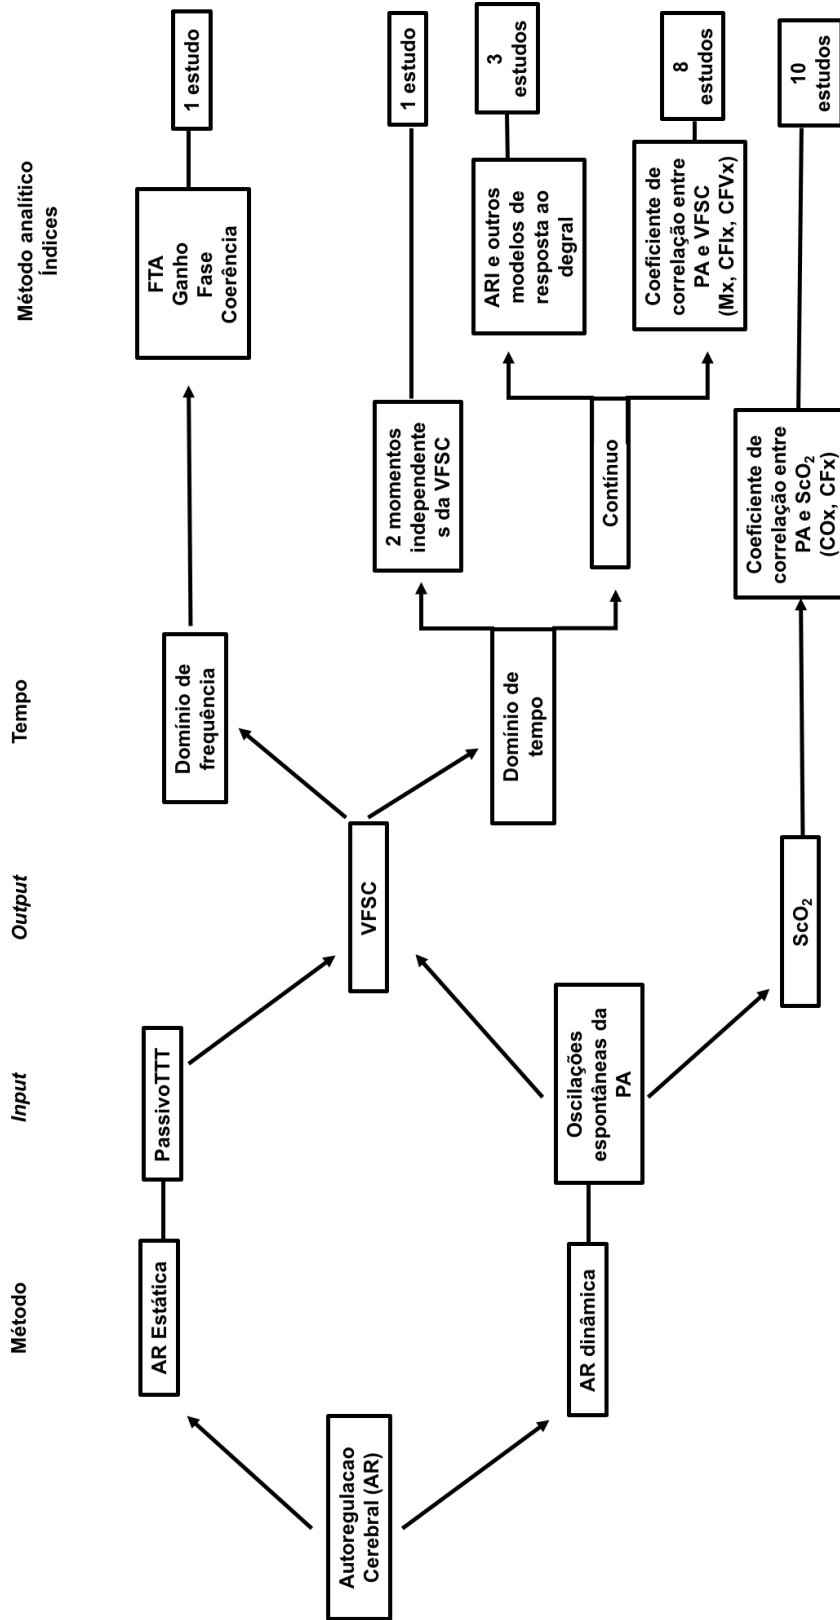 Método
Input
Output
Tempo
Método analítico
Índices
Autoregulacao
Cerebral (AR)
AR Estática
PassivoTTT
AR dinâmica
Oscilações
espontâneas da
PA
VFSC
ScO₂
Domínio de
frequência
Domínio de
tempo
FTA
Ganho
Fase
Coerência
1 estudo
2 momentos
independente
s da VFSC
1 estudo
Contínuo
ARI e outros
modelos de
resposta ao
degral
3
estudos
Coeficiente de
correlação entre
PA e VFSC
(Mx, CFIx, CFVx)
8
estudos
Coeficiente de
correlação entre
PA e ScO₂
(COx, CFx)
10
estudos